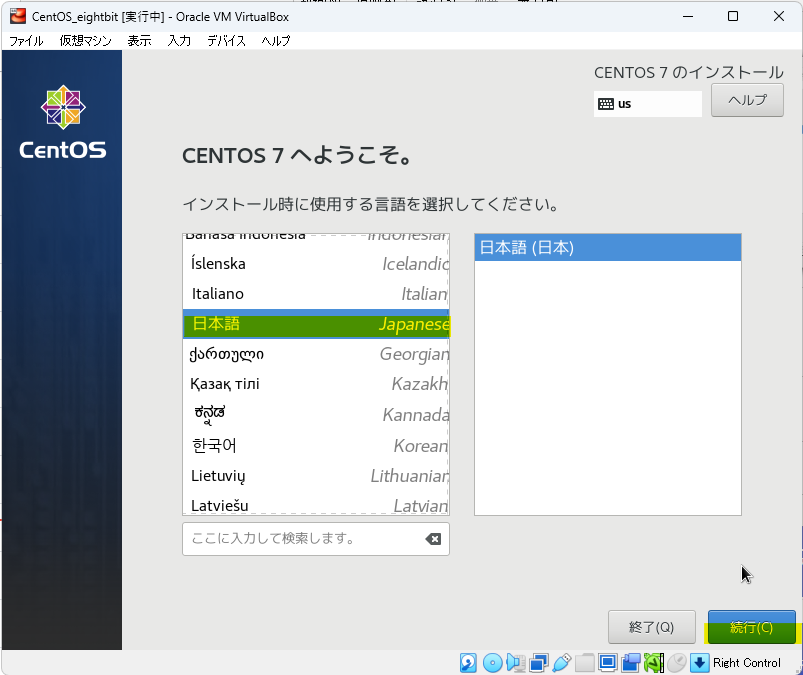 CentOS_eightbit [実行中] - Oracle VM VirtualBox
ファイル 仮想マシン 表示 入力 デバイス ヘルプ
CentOS
CENTOS 7 のインストール
us
ヘルプ
CENTOS 7 へようこそ。
インストール時に使用する言語を選択してください。
Bahasa Indonesia Indonesian
Íslenska Icelandic
Italiano Italian
日本語 Japanese
ქართული Georgian
Қазақ тілі Kazakh
ಕನ್ನಡ Kannada
한국어 Korean
Lietuvių Lithuanian
Latviešu Latvian
日本語 (日本)
ここに入力して検索します。
終了(Q)
続行(C)
Right Control